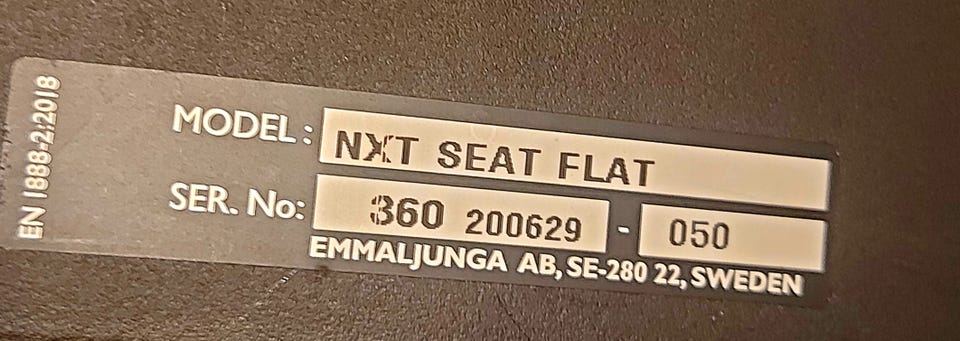 EN 1888-2:2018
MODEL: NXT SEAT FLAT
SER. No: 360 200629 - 050
EMMALJUNGA AB, SE-280 22, SWEDEN